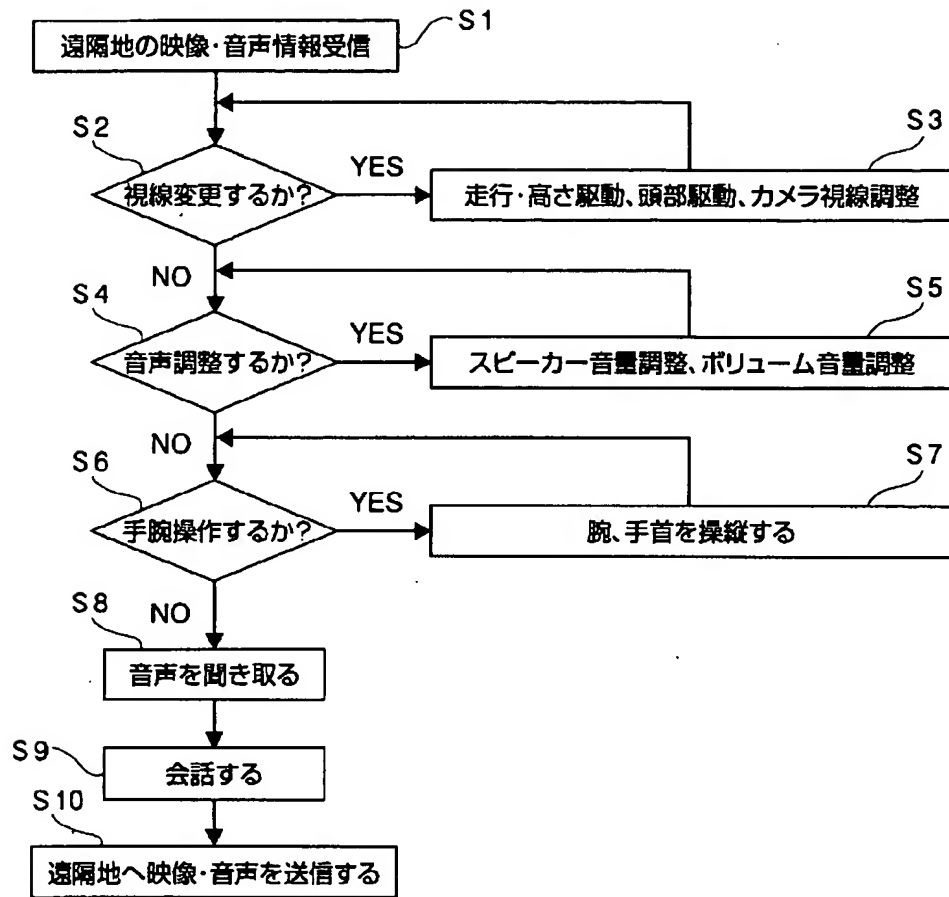 S1
遠隔地の映像・音声情報受信
S2
視線変更するか?
YES
S3
走行・高さ駆動、頭部駆動、カメラ視線調整
NO
S4
音声調整するか?
YES
S5
スピーカー音量調整、ボリューム音量調整
NO
S6
手腕操作するか?
YES
S7
腕、手首を操縦する
NO
S8
音声を聞き取る
S9
会話する
S10
遠隔地へ映像・音声を送信する